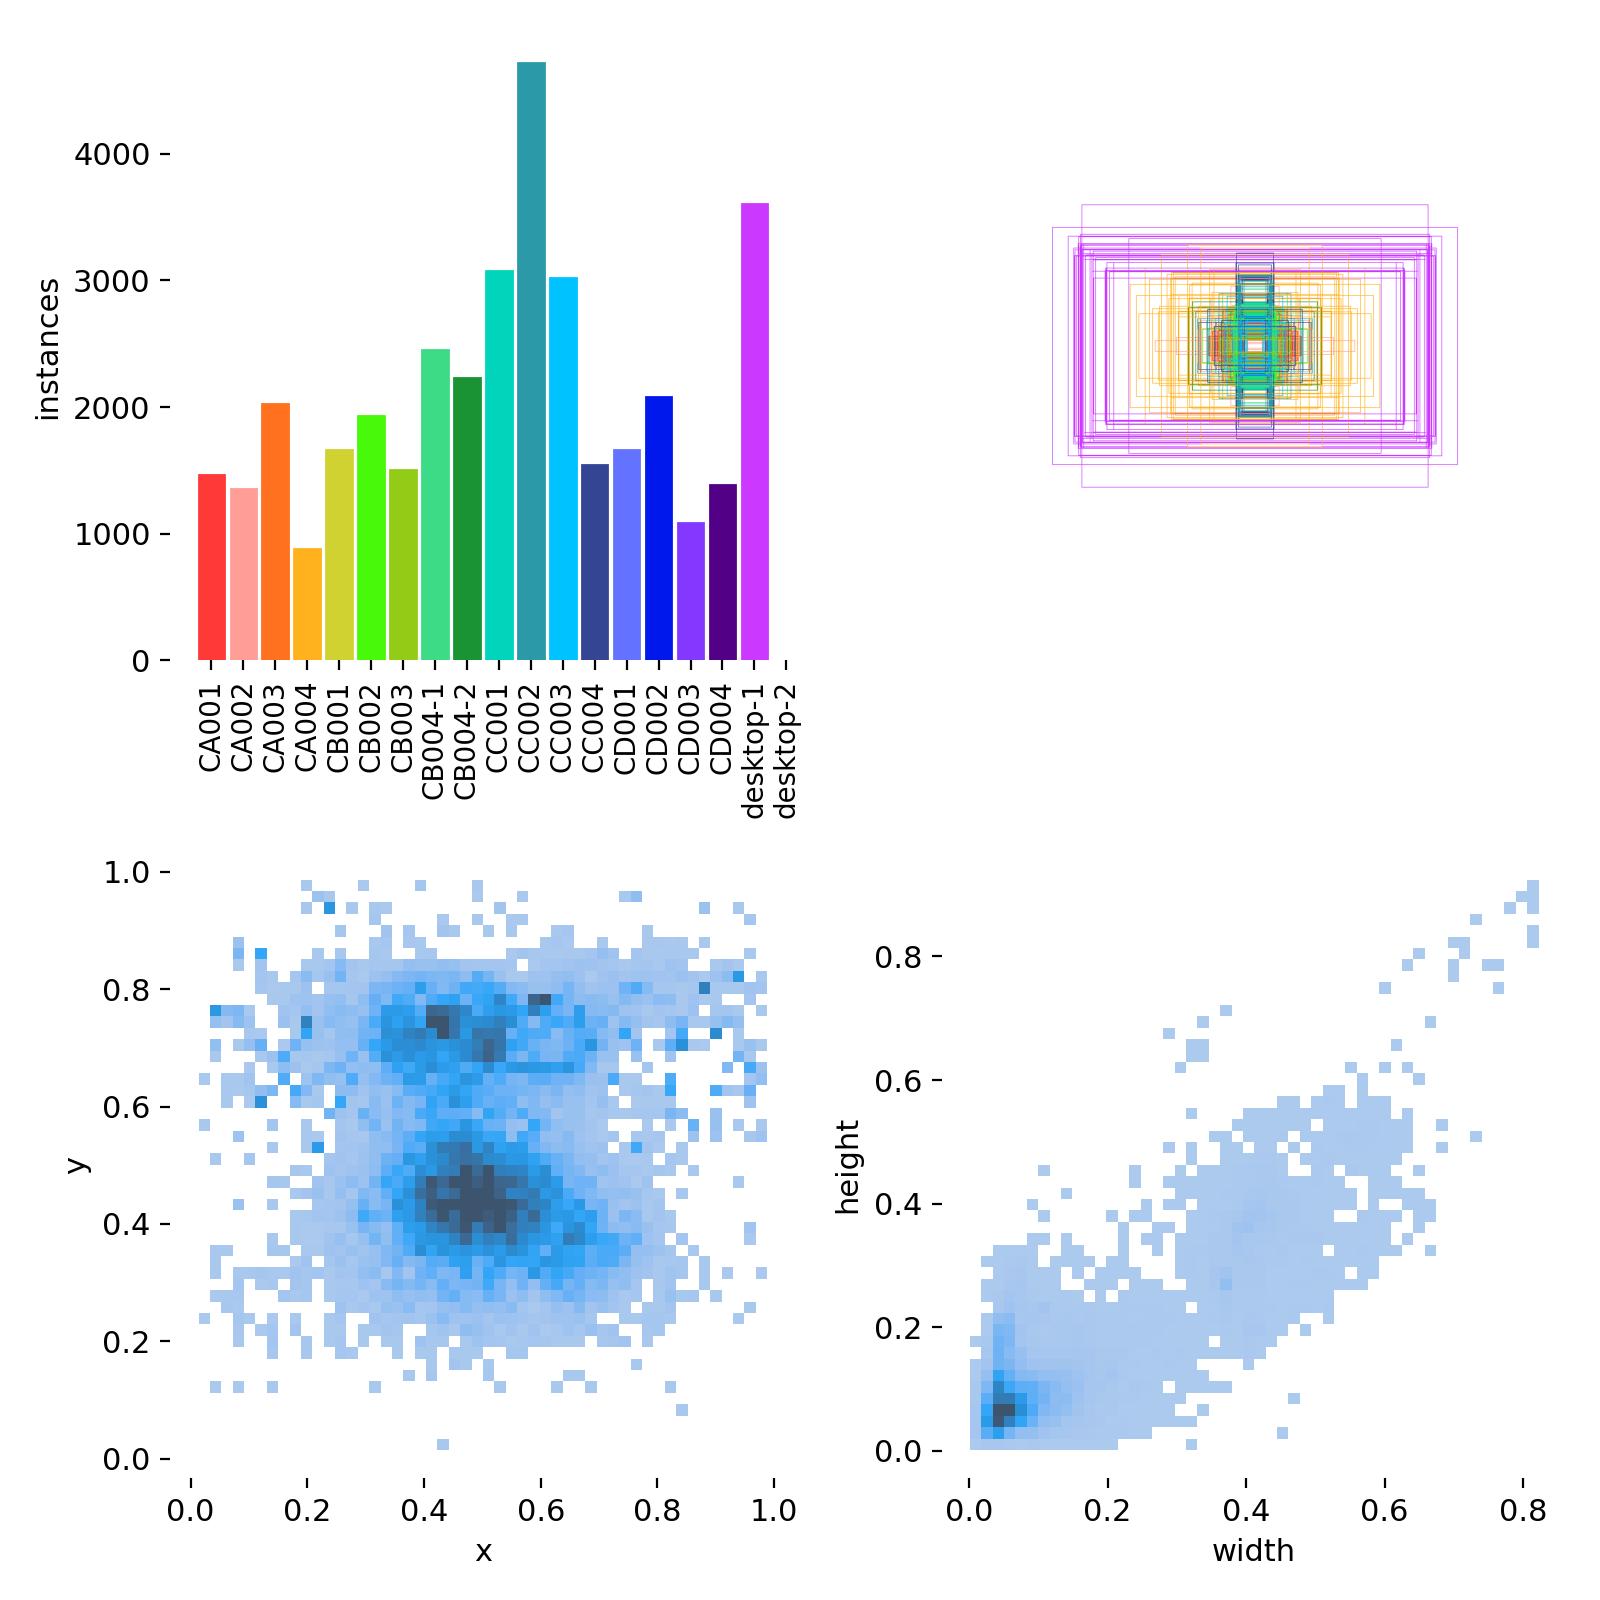 instances
4000
3000
2000
1000
0
CA001
CA002
CA003
CA004
CB001
CB002
CB003
CB004-1
CB004-2
CC001
CC002
CC003
CC004
CD001
CD002
CD003
CD004
desktop-1
desktop-2
y
1.0
0.8
0.6
0.4
0.2
0.0
0.0 0.2 0.4 0.6 0.8 1.0
x
height
0.8
0.6
0.4
0.2
0.0
0.0 0.2 0.4 0.6 0.8
width